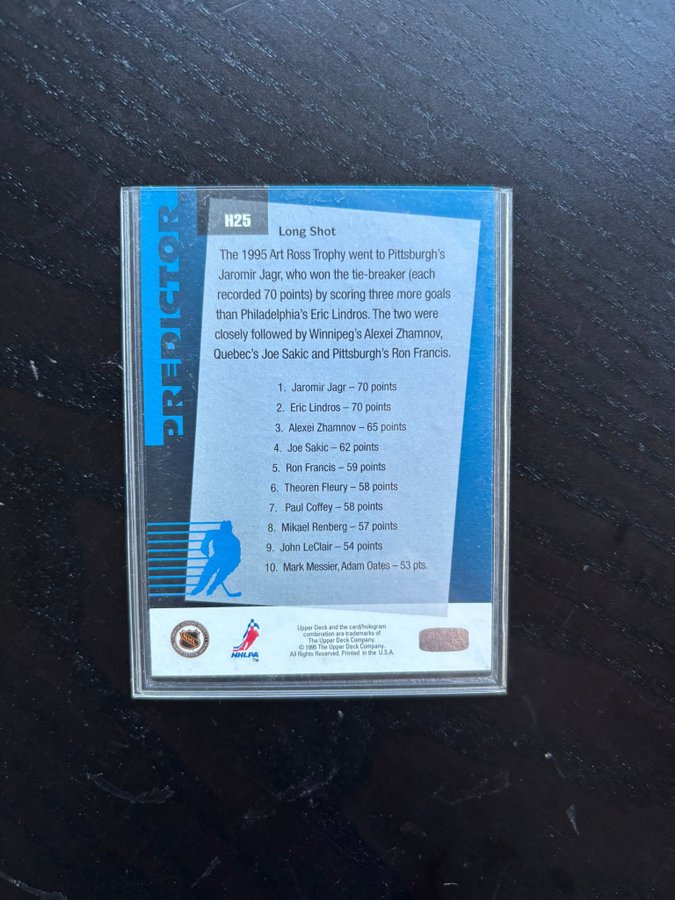 PREDICTOR
H25
Long Shot
The 1995 Art Ross Trophy went to Pittsburgh's
Jaromir Jagr, who won the tie-breaker (each
recorded 70 points) by scoring three more goals
than Philadelphia's Eric Lindros. The two were
closely followed by Winnipeg's Alexei Zhamnov,
Quebec's Joe Sakic and Pittsburgh's Ron Francis.
1. Jaromir Jagr – 70 points
2. Eric Lindros – 70 points
3. Alexei Zhamnov – 65 points
4. Joe Sakic – 62 points
5. Ron Francis – 59 points
6. Theoren Fleury – 58 points
7. Paul Coffey – 58 points
8. Mikael Renberg – 57 points
9. John LeClair – 54 points
10. Mark Messier, Adam Oates – 53 pts.
NHL
NHLPA
TM
Upper Deck and the card/hologram
combination are trademarks of
The Upper Deck Company.
© 1995 The Upper Deck Company.
All Rights Reserved. Printed in the U.S.A.